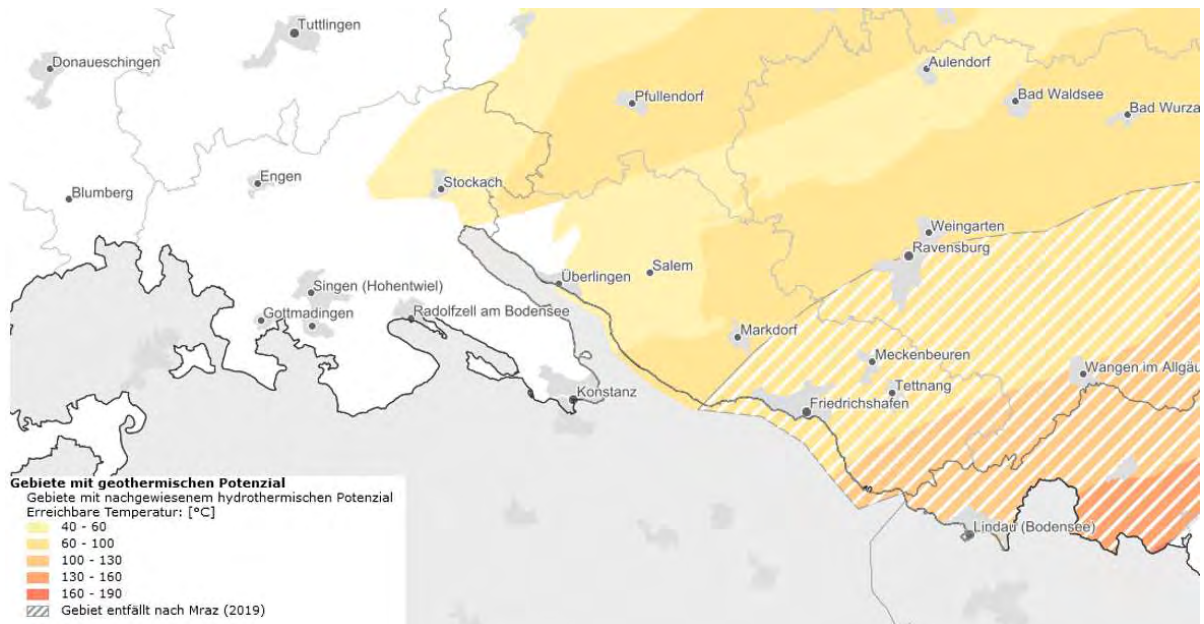 Tuttlingen
Donaueschingen
Aulendorf
Pfullendorf
Bad Waldsee
Bad Wurza
Engen
Stockach
Blumberg
Weingarten
Ravensburg
Salem
Überlingen
Singen (Hohentwiel)
Gottmadingen
Radolfzell am Bodensee
Markdorf
Meckenbeuren
Wangen im Allgäu
Tettnang
Konstanz
Friedrichshafen
Lindau (Bodensee)
Gebiete mit geothermischen Potenzial
Gebiete mit nachgewiesenem hydrothermischen Potenzial
Erreichbare Temperatur: [°C]
40 - 60
60 - 100
100 - 130
130 - 160
160 - 190
Gebiet entfällt nach Mraz (2019)